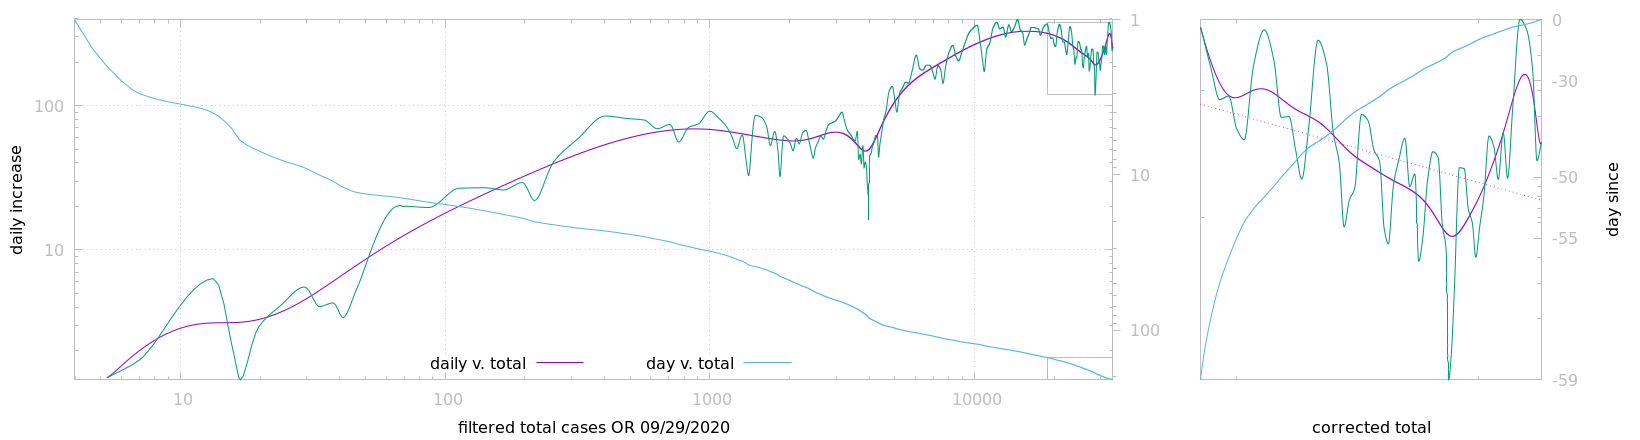 1
0
100
-30
daily increase
10
-50
day since
10
-55
100
daily v. total
day v. total
-59
10
100
1000
10000
filtered total cases OR 09/29/2020
corrected total